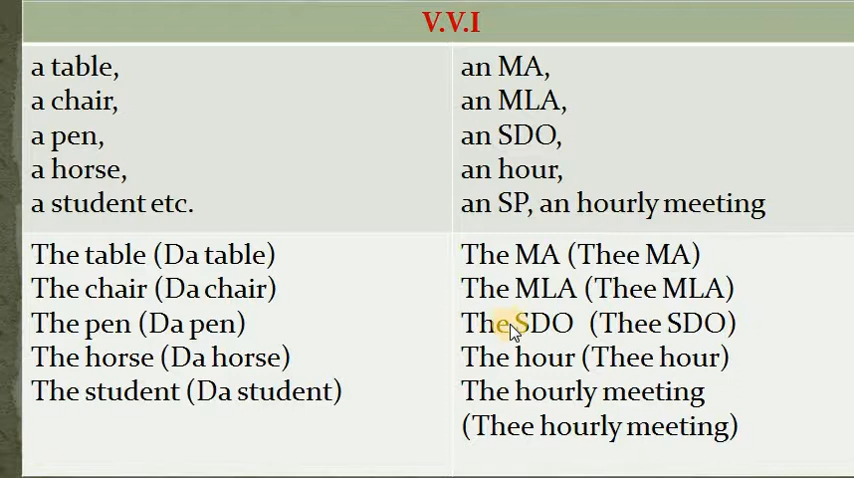 V.V.I
a table,
a chair,
a pen,
a horse,
a student etc.
an MA,
an MLA,
an SDO,
an hour,
an SP, an hourly meeting
The table (Da table)
The chair (Da chair)
The pen (Da pen)
The horse (Da horse)
The student (Da student)
The MA (Thee MA)
The MLA (Thee MLA)
The SDO (Thee SDO)
The hour (Thee hour)
The hourly meeting
(Thee hourly meeting)